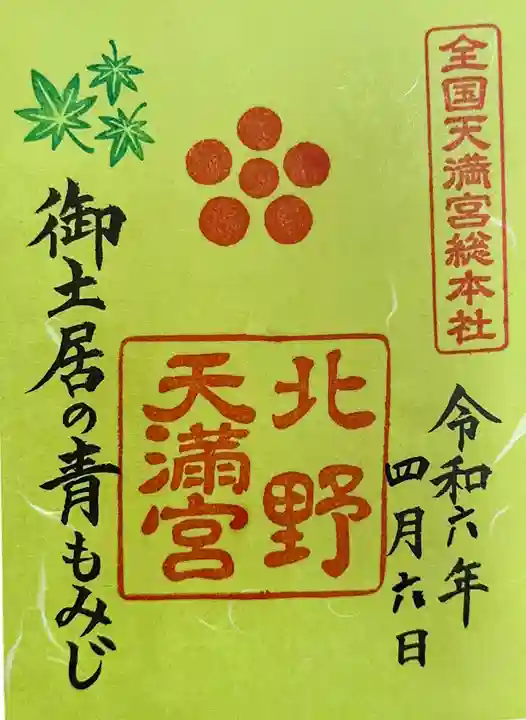 全国天満宮総本社
令和六年
四月六日
北野
天満宮
御土居の青もみじ